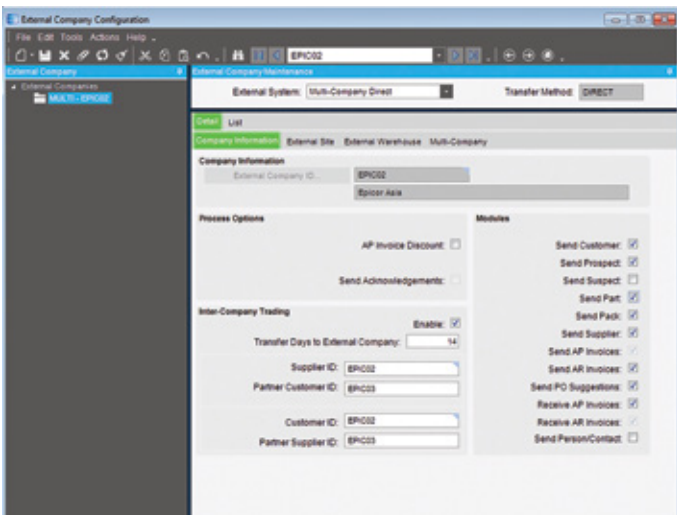 External Company Configuration
File Edit Tools Actions Help
EPIC02
External Company
External Companies
MULTI - EPIC02
External Company Maintenance
External System: Multi-Company Direct
Transfer Method: DIRECT
Detail List
Company Information External Site External Warehouse Multi-Company
Company Information
External Company ID... EPIC02
Epicor Asia
Process Options
AP Invoice Discount:
Send Acknowledgements:
Inter-Company Trading
Enable:
Transfer Days to External Company: 14
Supplier ID: EPIC02
Partner Customer ID: EPIC03
Customer ID: EPIC02
Partner Supplier ID: EPIC03
Modules
Send Customer:
Send Prospect:
Send Suspect:
Send Part:
Send Pack:
Send Supplier:
Send AP Invoices:
Send AR Invoices:
Send PO Suggestions:
Receive AP Invoices:
Receive AR Invoices:
Send Person/Contact: